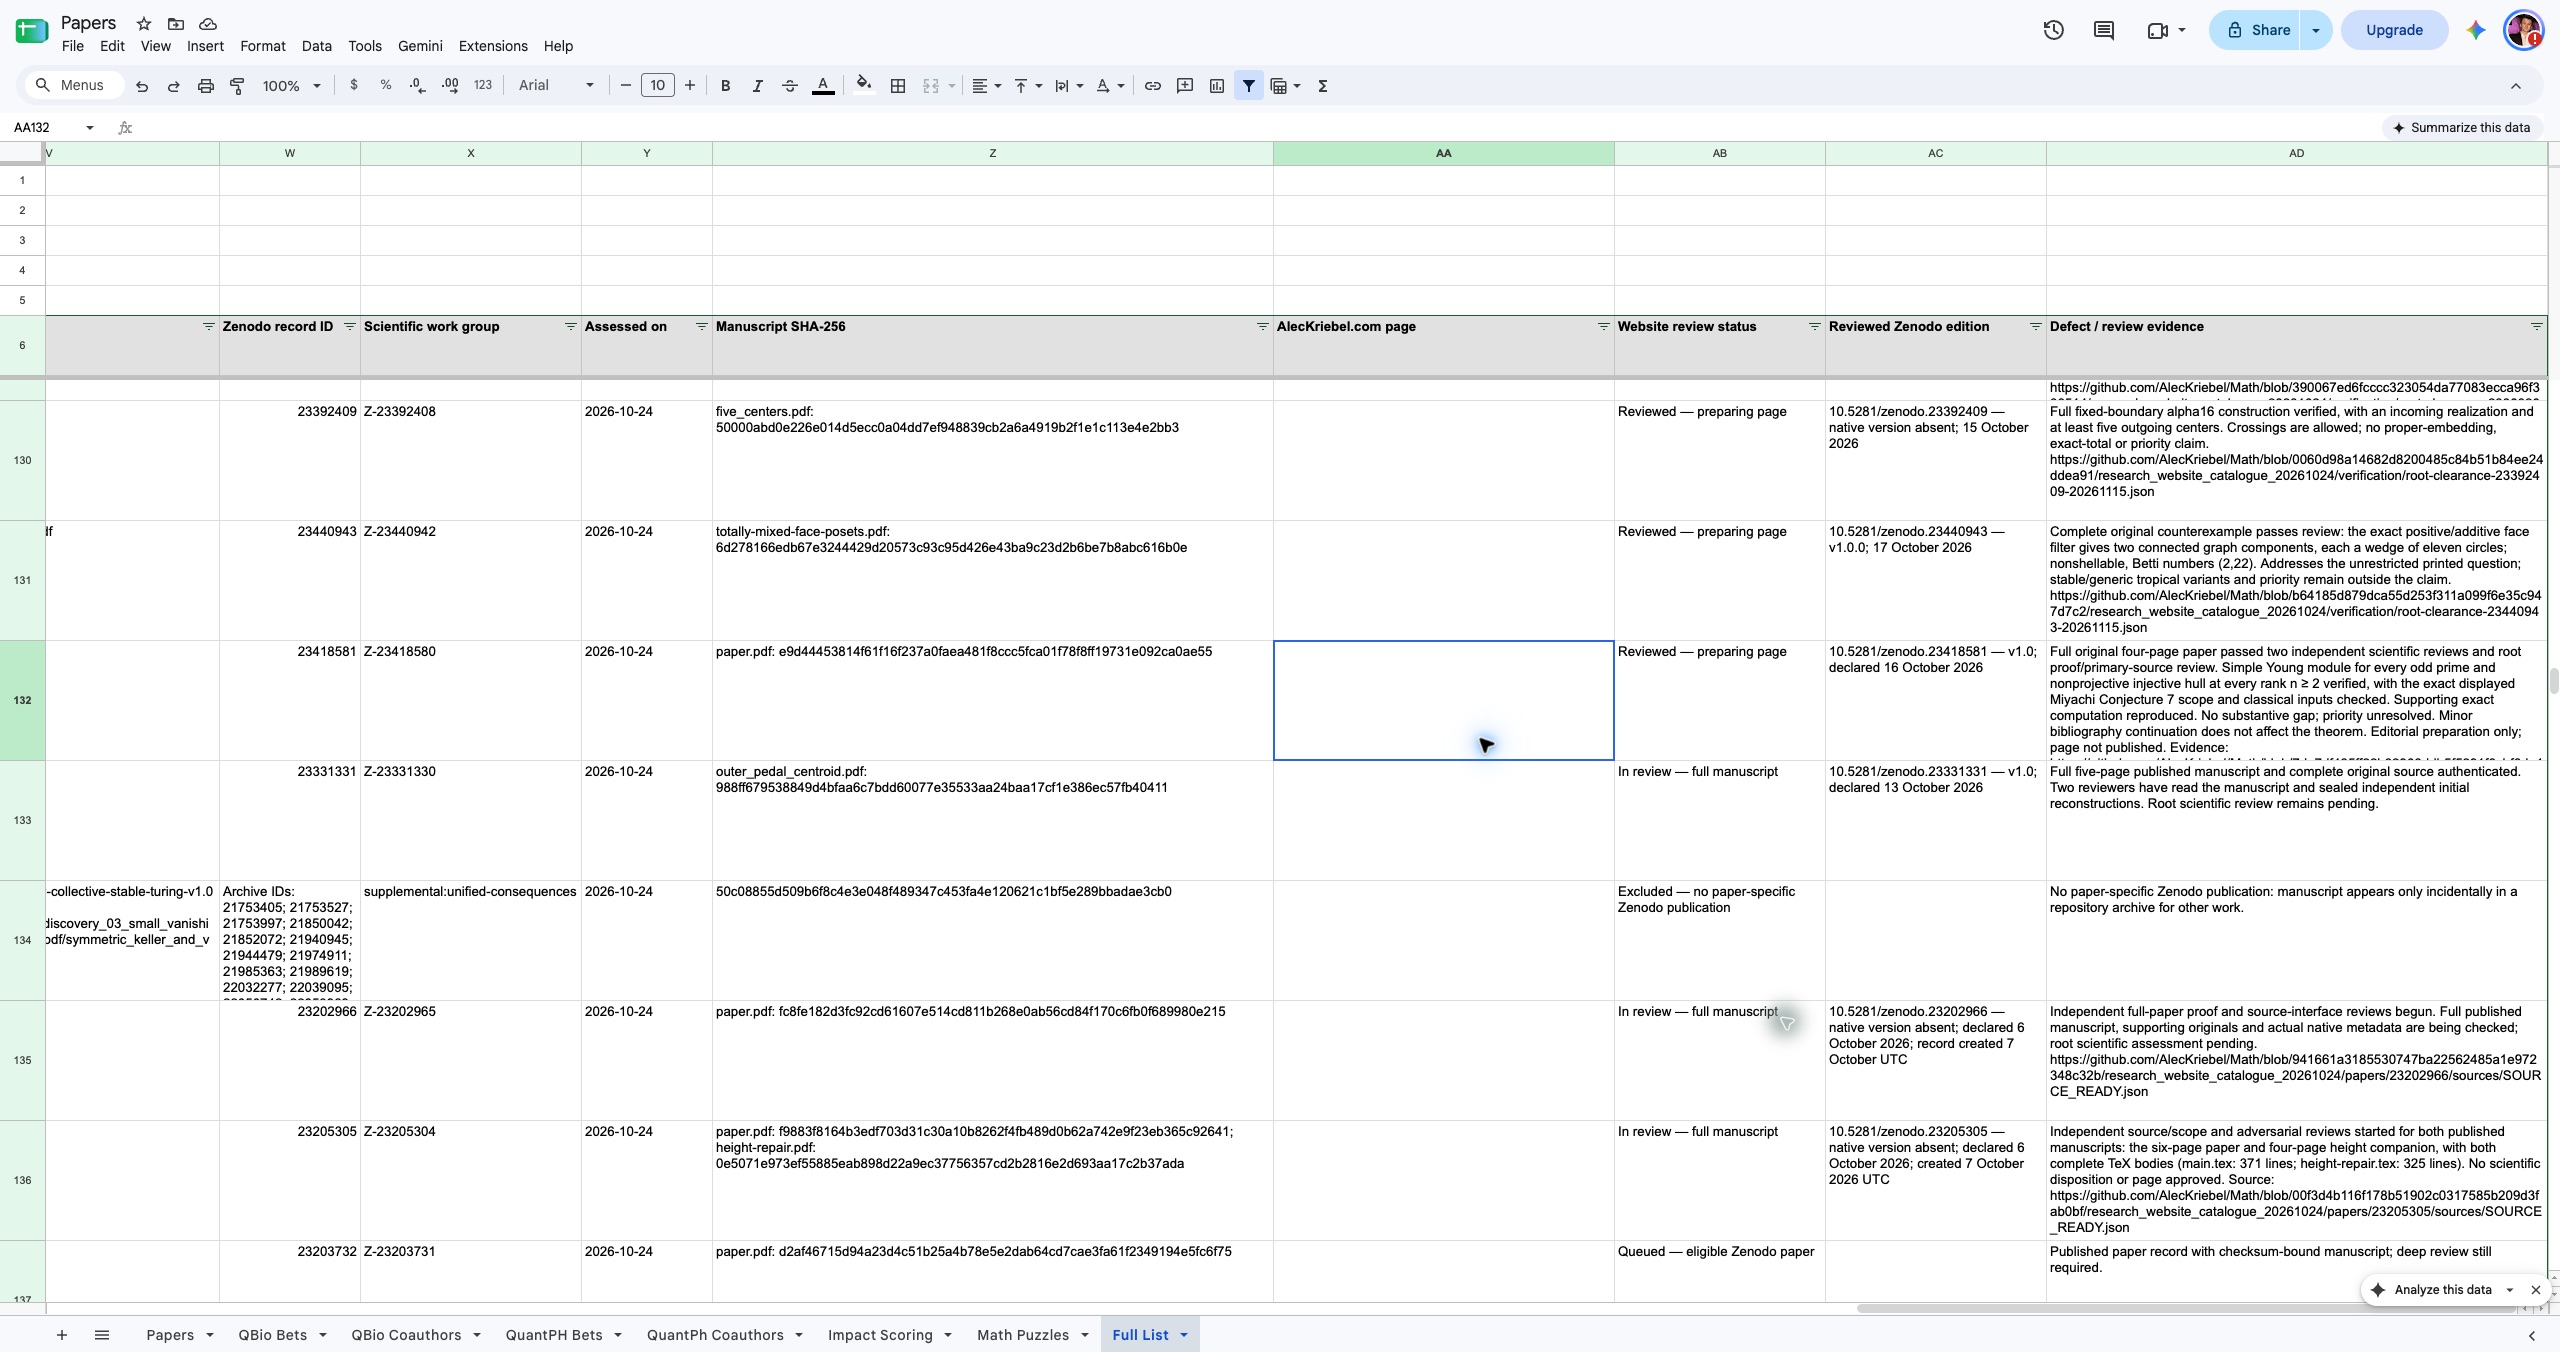 Papers
File Edit View Insert Format Data Tools Gemini Extensions Help
Share
Upgrade
Menus
100%
$ % .0 .00 123
Arial
10
B I A
AA132
fx
Summarize this data
V W X Y Z AA AB AC AD
1
2
3
4
5
6
Zenodo record ID
Scientific work group
Assessed on
Manuscript SHA-256
AlecKriebel.com page
Website review status
Reviewed Zenodo edition
Defect / review evidence
https://github.com/AlecKriebel/Math/blob/390067ed6fcccc323054da77083ecca96f3
130
23392409
Z-23392408
2026-10-24
five_centers.pdf:
50000abd0e226e014d5ecc0a04dd7ef948839cb2a6a4919b2f1e1c113e4e2bb3
Reviewed — preparing page
10.5281/zenodo.23392409 —
native version absent; 15 October
2026
Full fixed-boundary alpha16 construction verified, with an incoming realization and
at least five outgoing centers. Crossings are allowed; no proper-embedding,
exact-total or priority claim.
https://github.com/AlecKriebel/Math/blob/0060d98a14682d8200485c84b51b84ee24
ddea91/research_website_catalogue_20261024/verification/root-clearance-233924
09-20261115.json
131
df
23440943
Z-23440942
2026-10-24
totally-mixed-face-posets.pdf:
6d278166edb67e3244429d20573c93c95d426e43ba9c23d2b6be7b8abc616b0e
Reviewed — preparing page
10.5281/zenodo.23440943 —
v1.0.0; 17 October 2026
Complete original counterexample passes review: the exact positive/additive face
filter gives two connected graph components, each a wedge of eleven circles;
nonshellable, Betti numbers (2,22). Addresses the unrestricted printed question;
stable/generic tropical variants and priority remain outside the claim.
https://github.com/AlecKriebel/Math/blob/b64185d879dca55d253f311a099f6e35c94
7d7c2/research_website_catalogue_20261024/verification/root-clearance-2344094
3-20261115.json
132
23418581
Z-23418580
2026-10-24
paper.pdf: e9d44453814f61f16f237a0faea481f8ccc5fca01f78f8ff19731e092ca0ae55
Reviewed — preparing page
10.5281/zenodo.23418581 — v1.0;
declared 16 October 2026
Full original four-page paper passed two independent scientific reviews and root
proof/primary-source review. Simple Young module for every odd prime and
nonprojective injective hull at every rank n ≥ 2 verified, with the exact displayed
Miyachi Conjecture 7 scope and classical inputs checked. Supporting exact
computation reproduced. No substantive gap; priority unresolved. Minor
bibliography continuation does not affect the theorem. Editorial preparation only;
page not published. Evidence:
133
23331331
Z-23331330
2026-10-24
outer_pedal_centroid.pdf:
988ff679538849d4bfaa6c7bdd60077e35533aa24baa17cf1e386ec57fb40411
In review — full manuscript
10.5281/zenodo.23331331 — v1.0;
declared 13 October 2026
Full five-page published manuscript and complete original source authenticated.
Two reviewers have read the manuscript and sealed independent initial
reconstructions. Root scientific review remains pending.
134
-collective-stable-turing-v1.0
discovery_03_small_vanishi
pdf/symmetric_keller_and_v
Archive IDs:
21753405; 21753527;
21753997; 21850042;
21852072; 21940945;
21944479; 21974911;
21985363; 21989619;
22032277; 22039095;
supplemental:unified-consequences
2026-10-24
50c08855d509b6f8c4e3e048f489347c453fa4e120621c1bf5e289bbadae3cb0
Excluded — no paper-specific
Zenodo publication
No paper-specific Zenodo publication: manuscript appears only incidentally in a
repository archive for other work.
135
23202966
Z-23202965
2026-10-24
paper.pdf: fc8fe182d3fc92cd61607e514cd811b268e0ab56cd84f170c6fb0f689980e215
In review — full manuscript
10.5281/zenodo.23202966 —
native version absent; declared 6
October 2026; record created 7
October UTC
Independent full-paper proof and source-interface reviews begun. Full published
manuscript, supporting originals and actual native metadata are being checked;
root scientific assessment pending.
https://github.com/AlecKriebel/Math/blob/941661a3185530747ba22562485a1e972
348c32b/research_website_catalogue_20261024/papers/23202966/sources/SOUR
CE_READY.json
136
23205305
Z-23205304
2026-10-24
paper.pdf: f9883f8164b3edf703d31c30a10b8262f4fb489d0b62a742e9f23eb365c92641;
height-repair.pdf:
0e5071e973ef55885eab898d22a9ec37756357cd2b2816e2d693aa17c2b37ada
In review — full manuscript
10.5281/zenodo.23205305 —
native version absent; declared 6
October 2026; created 7 October
2026 UTC
Independent source/scope and adversarial reviews started for both published
manuscripts: the six-page paper and four-page height companion, with both
complete TeX bodies (main.tex: 371 lines; height-repair.tex: 325 lines). No scientific
disposition or page approved. Source:
https://github.com/AlecKriebel/Math/blob/00f3d4b116f178b51902c0317585b209d3f
ab0bf/research_website_catalogue_20261024/papers/23205305/sources/SOURCE
_READY.json
137
23203732
Z-23203731
2026-10-24
paper.pdf: d2af46715d94a23d4c51b25a4b78e5e2dab64cd7cae3fa61f2349194e5fc6f75
Queued — eligible Zenodo paper
Published paper record with checksum-bound manuscript; deep review still
required.
Analyze this data
Papers QBio Bets QBio Coauthors QuantPH Bets QuantPh Coauthors Impact Scoring Math Puzzles Full List